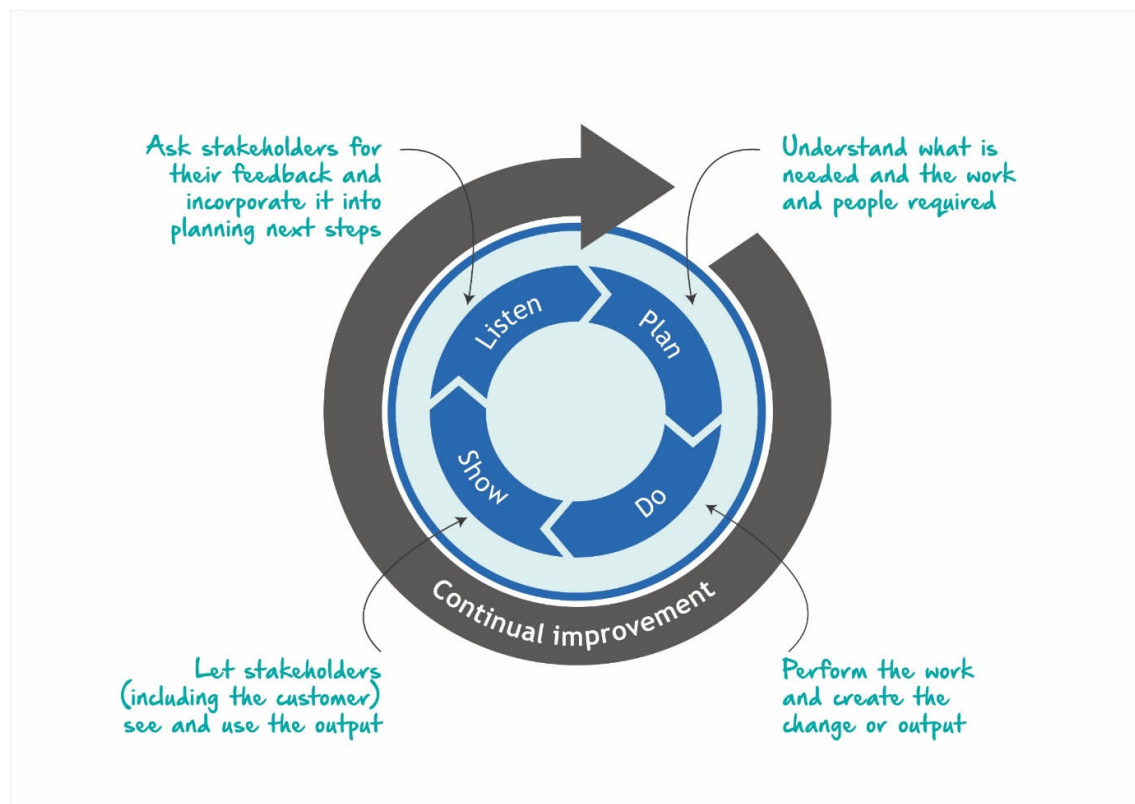 Ask stakeholders for
their feedback and
incorporate it into
planning next steps
Understand what is
needed and the work
and people required
Listen
Plan
Show
Do
Continual improvement
Let stakeholders
(including the customer)
see and use the output
Perform the work
and create the
change or output